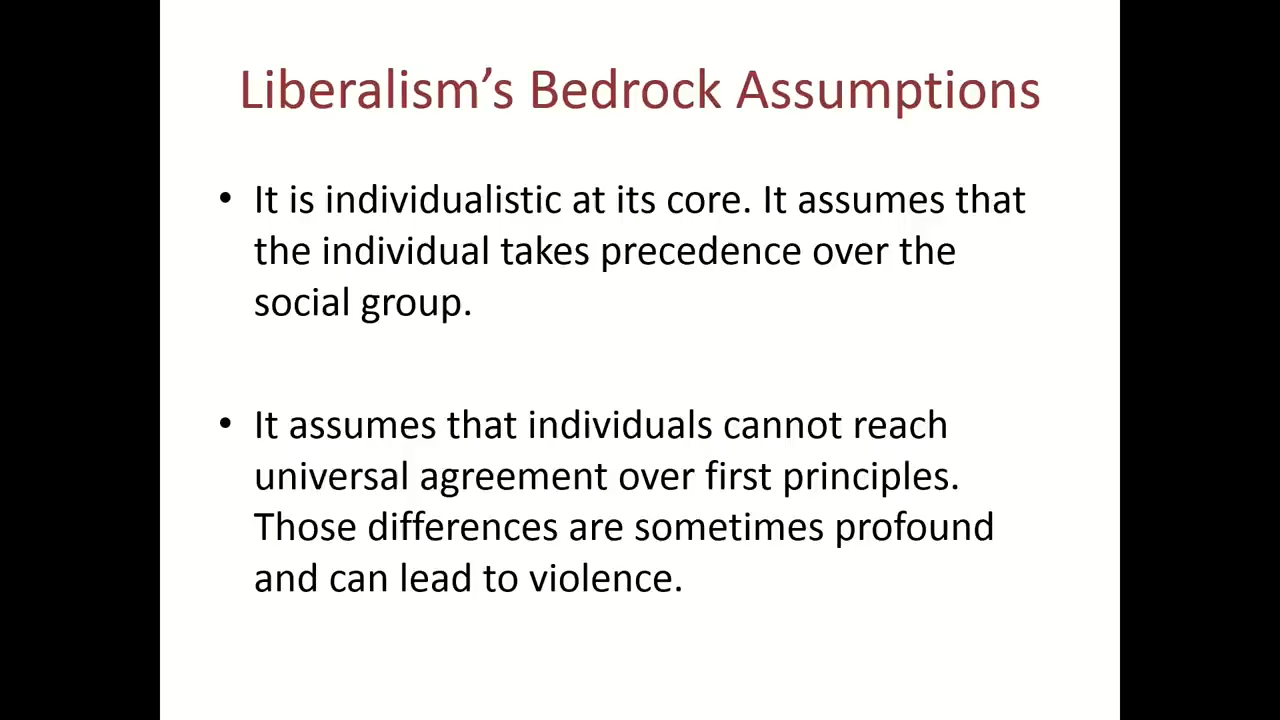 Liberalism’s Bedrock Assumptions
• It is individualistic at its core. It assumes that
the individual takes precedence over the
social group.
• It assumes that individuals cannot reach
universal agreement over first principles.
Those differences are sometimes profound
and can lead to violence.